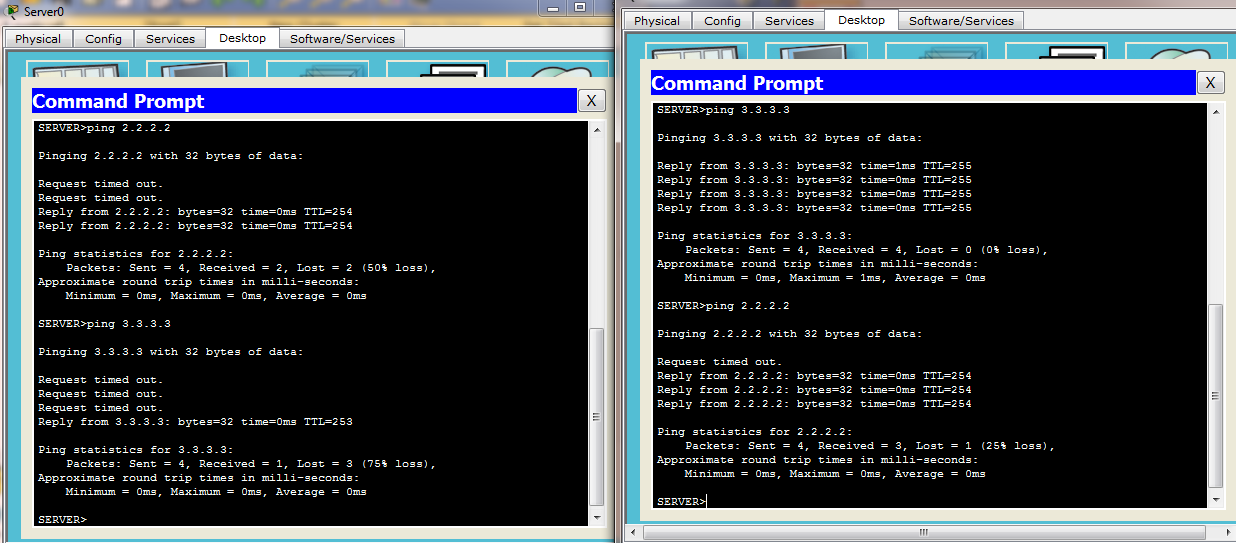 Server0
Physical Config Services Desktop Software/Services
Command Prompt
X
SERVER>ping 2.2.2.2
Pinging 2.2.2.2 with 32 bytes of data:
Request timed out.
Request timed out.
Reply from 2.2.2.2: bytes=32 time=0ms TTL=254
Reply from 2.2.2.2: bytes=32 time=0ms TTL=254
Ping statistics for 2.2.2.2:
    Packets: Sent = 4, Received = 2, Lost = 2 (50% loss),
Approximate round trip times in milli-seconds:
    Minimum = 0ms, Maximum = 0ms, Average = 0ms
SERVER>ping 3.3.3.3
Pinging 3.3.3.3 with 32 bytes of data:
Request timed out.
Request timed out.
Request timed out.
Reply from 3.3.3.3: bytes=32 time=0ms TTL=253
Ping statistics for 3.3.3.3:
    Packets: Sent = 4, Received = 1, Lost = 3 (75% loss),
Approximate round trip times in milli-seconds:
    Minimum = 0ms, Maximum = 0ms, Average = 0ms
SERVER>
Physical Config Services Desktop Software/Services
Command Prompt
X
SERVER>ping 3.3.3.3
Pinging 3.3.3.3 with 32 bytes of data:
Reply from 3.3.3.3: bytes=32 time=1ms TTL=255
Reply from 3.3.3.3: bytes=32 time=0ms TTL=255
Reply from 3.3.3.3: bytes=32 time=0ms TTL=255
Reply from 3.3.3.3: bytes=32 time=0ms TTL=255
Ping statistics for 3.3.3.3:
    Packets: Sent = 4, Received = 4, Lost = 0 (0% loss),
Approximate round trip times in milli-seconds:
    Minimum = 0ms, Maximum = 1ms, Average = 0ms
SERVER>ping 2.2.2.2
Pinging 2.2.2.2 with 32 bytes of data:
Request timed out.
Reply from 2.2.2.2: bytes=32 time=0ms TTL=254
Reply from 2.2.2.2: bytes=32 time=0ms TTL=254
Reply from 2.2.2.2: bytes=32 time=0ms TTL=254
Ping statistics for 2.2.2.2:
    Packets: Sent = 4, Received = 3, Lost = 1 (25% loss),
Approximate round trip times in milli-seconds:
    Minimum = 0ms, Maximum = 0ms, Average = 0ms
SERVER>